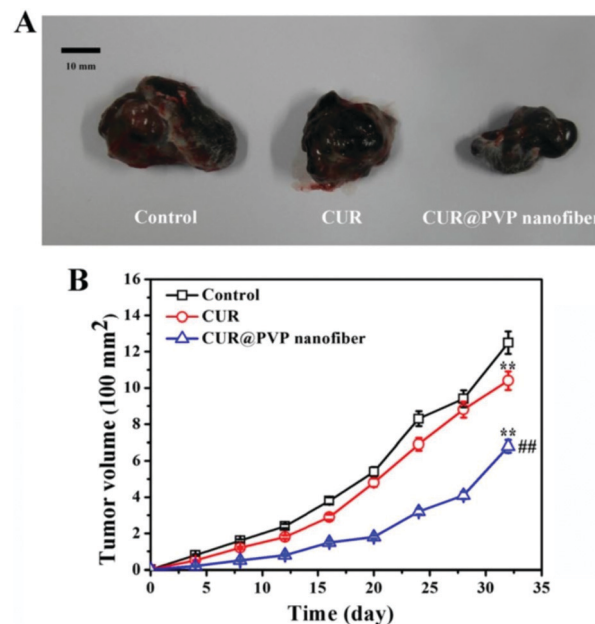 A
10 mm
Control
CUR
CUR@PVP nanofiber
B
Control
CUR
CUR@PVP nanofiber
Tumor volume (100 mm²)
16
14
12
10
8
6
4
2
0
**
**
##
0 5 10 15 20 25 30 35
Time (day)